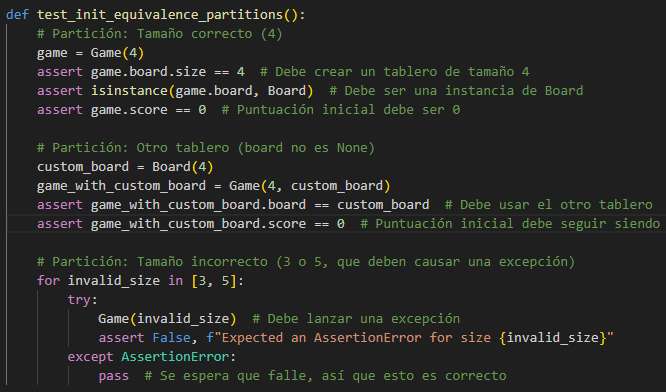 def test_init_equivalence_partitions():
    # Partición: Tamaño correcto (4)
    game = Game(4)
    assert game.board.size == 4  # Debe crear un tablero de tamaño 4
    assert isinstance(game.board, Board)  # Debe ser una instancia de Board
    assert game.score == 0  # Puntuación inicial debe ser 0

    # Partición: Otro tablero (board no es None)
    custom_board = Board(4)
    game_with_custom_board = Game(4, custom_board)
    assert game_with_custom_board.board == custom_board  # Debe usar el otro tablero
    assert game_with_custom_board.score == 0  # Puntuación inicial debe seguir siendo

    # Partición: Tamaño incorrecto (3 o 5, que deben causar una excepción)
    for invalid_size in [3, 5]:
        try:
            Game(invalid_size)  # Debe lanzar una excepción
            assert False, f"Expected an AssertionError for size {invalid_size}"
        except AssertionError:
            pass  # Se espera que falle, así que esto es correcto